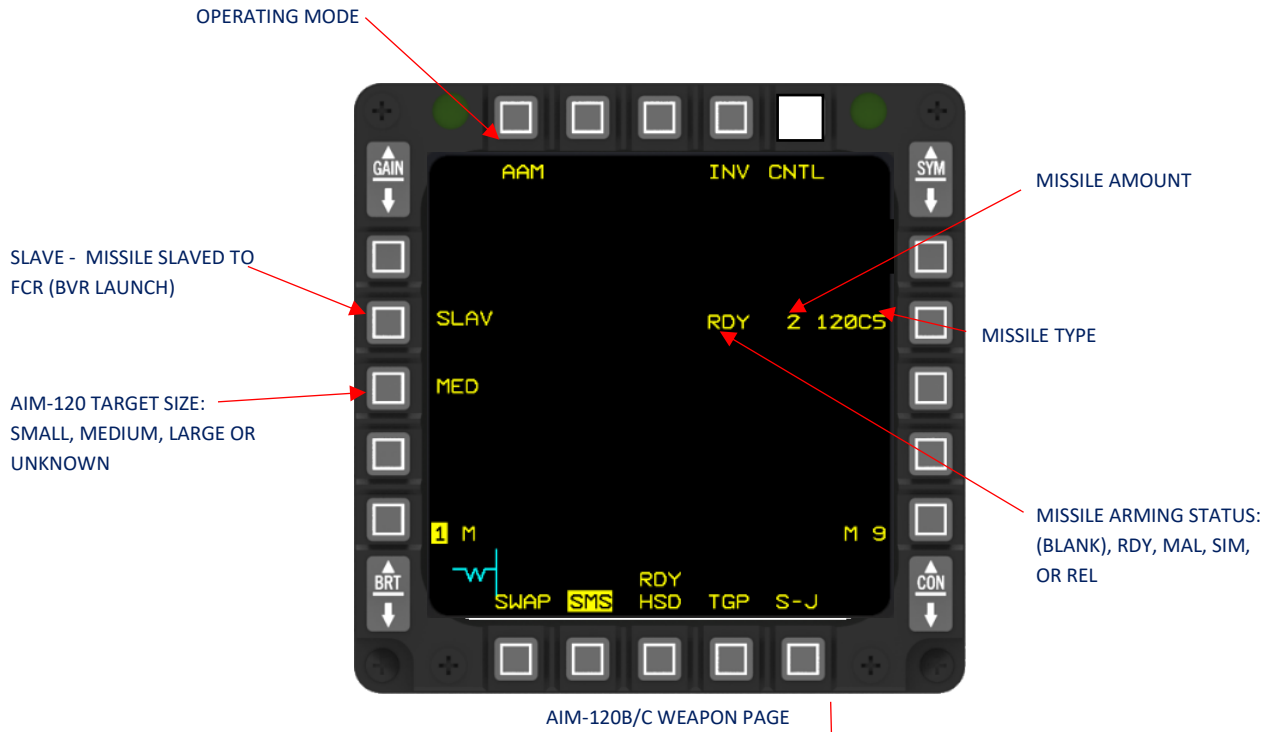 OPERATING MODE
GAIN
SYM
AAM INV CNTL
MISSILE AMOUNT
SLAVE - MISSILE SLAVED TO
FCR (BVR LAUNCH)
SLAV RDY 2 120C5
MISSILE TYPE
MED
AIM-120 TARGET SIZE:
SMALL, MEDIUM, LARGE OR
UNKNOWN
MISSILE ARMING STATUS:
(BLANK), RDY, MAL, SIM,
OR REL
1 M M 9
BRT
CON
W
RDY
SWAP SMS HSD TGP S-J
AIM-120B/C WEAPON PAGE